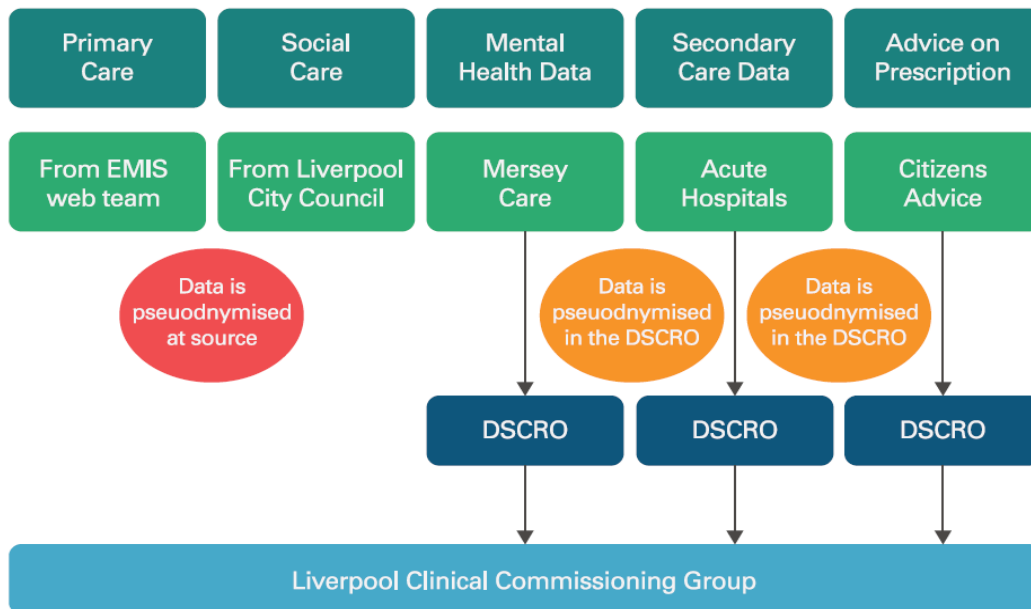 Primary
Care
Social
Care
Mental
Health Data
Secondary
Care Data
Advice on
Prescription
From EMIS
web team
From Liverpool
City Council
Mersey
Care
Acute
Hospitals
Citizens
Advice
Data is
pseuodnymised
at source
Data is
pseuodnymised
in the DSCRO
Data is
pseuodnymised
in the DSCRO
DSCRO
DSCRO
DSCRO
Liverpool Clinical Commissioning Group